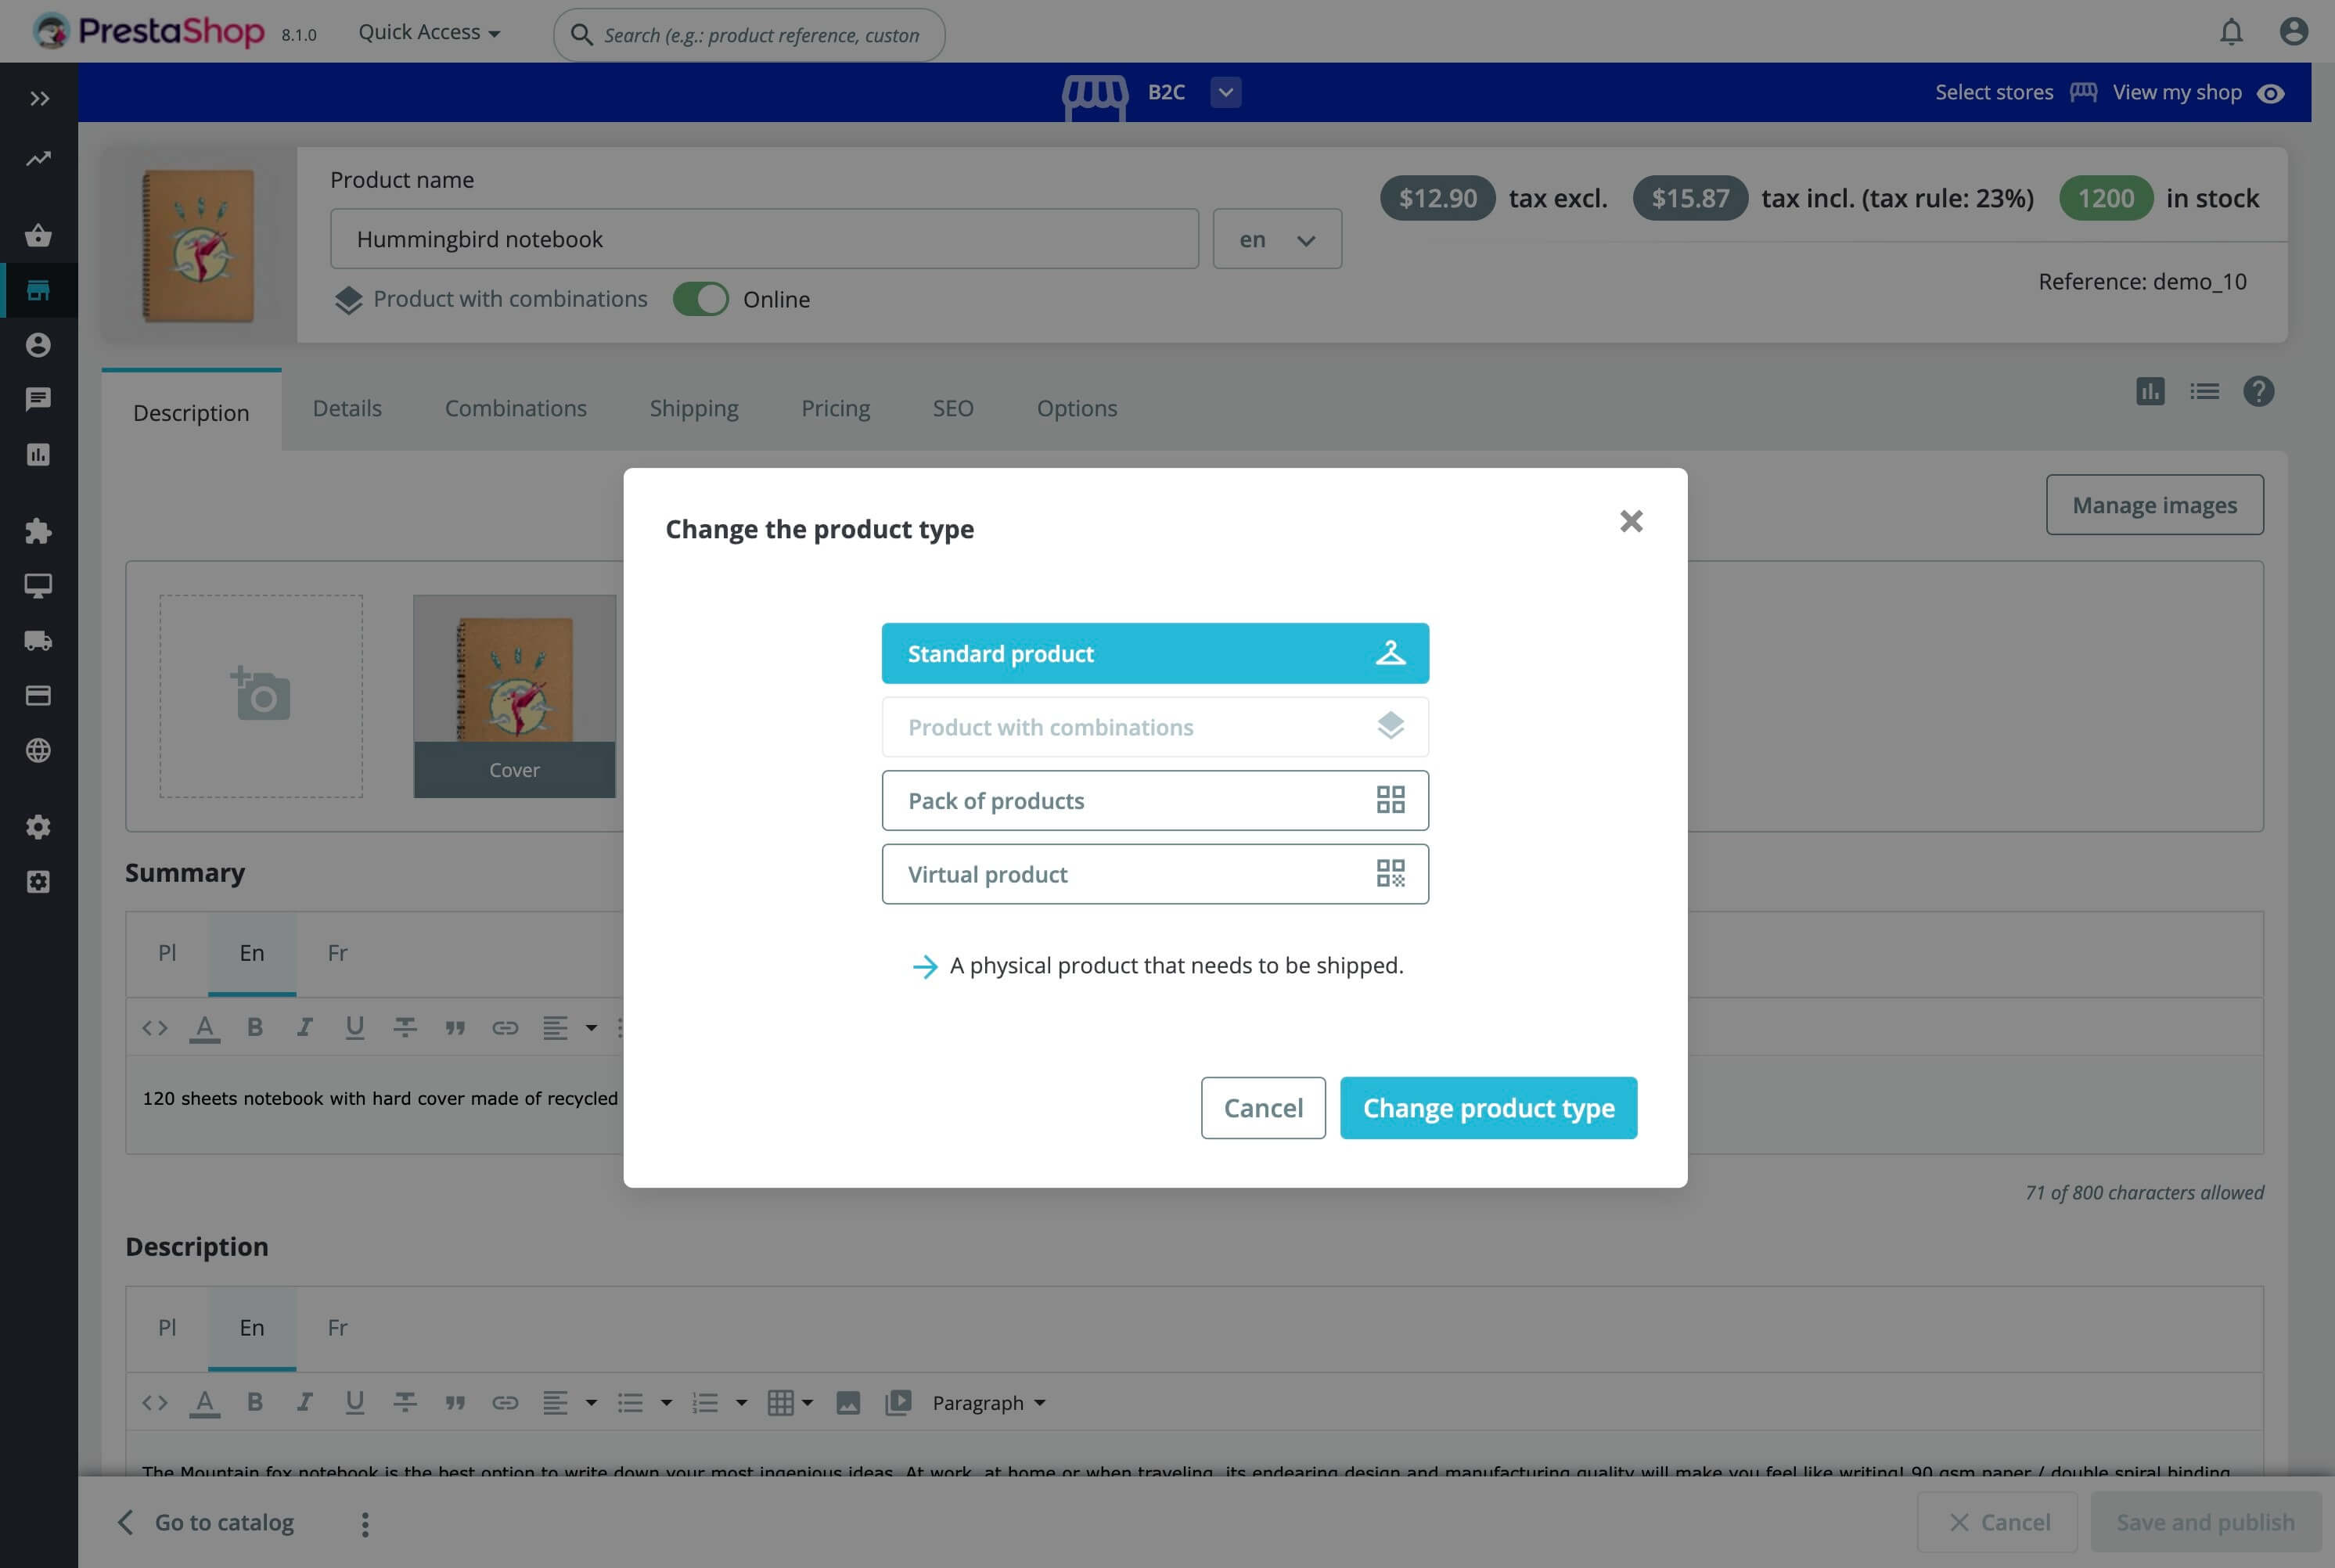 PrestaShop 8.1.0 Quick Access Search (e.g.: product reference, custon
B2C Select stores View my shop
Product name
$12.90 tax excl. $15.87 tax incl. (tax rule: 23%) 1200 in stock
Hummingbird notebook en
Reference: demo_10
Product with combinations Online
Description Details Combinations Shipping Pricing SEO Options
Manage images
Change the product type
Standard product
Product with combinations
Pack of products
Cover
Virtual product
Summary
Pl En Fr
A physical product that needs to be shipped.
A B I U
120 sheets notebook with hard cover made of recycled
Cancel Change product type
71 of 800 characters allowed
Description
Pl En Fr
A B I U Paragraph
The Mountain fox notebook is the best option to write down your most ingenious ideas. At work, at home or when traveling, its endearing design and manufacturing quality will make you feel like writing! 90 gsm paper / double spiral binding
Go to catalog Cancel Save and publish